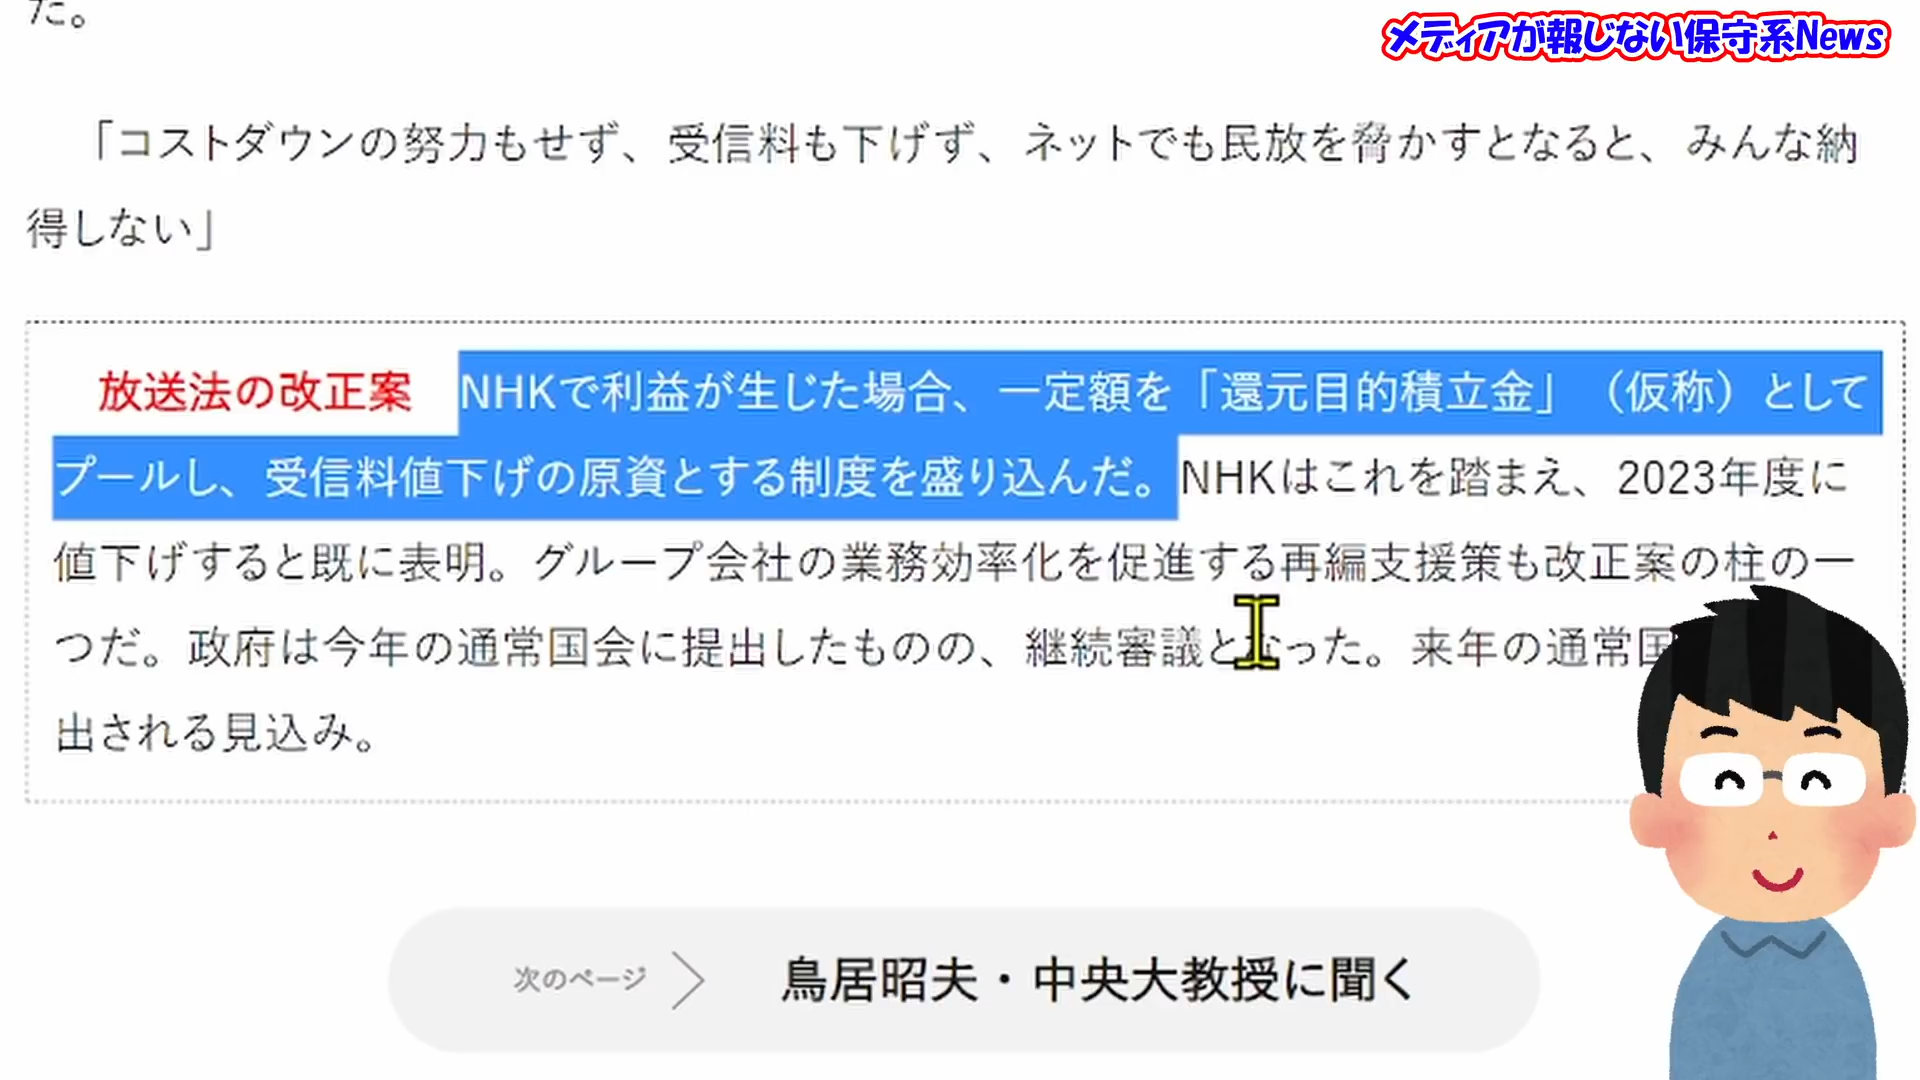 た。
メディアが報じない保守系News
「コストダウンの努力もせず、受信料も下げず、ネットでも民放を脅かすとなると、みんな納
得しない」
放送法の改正案 NHKで利益が生じた場合、一定額を「還元目的積立金」（仮称）として
プールし、受信料値下げの原資とする制度を盛り込んだ。NHKはこれを踏まえ、2023年度に
値下げすると既に表明。グループ会社の業務効率化を促進する再編支援策も改正案の柱の一
つだ。政府は今年の通常国会に提出したものの、継続審議となった。来年の通常国
出される見込み。
次のページ 鳥居昭夫・中央大教授に聞く